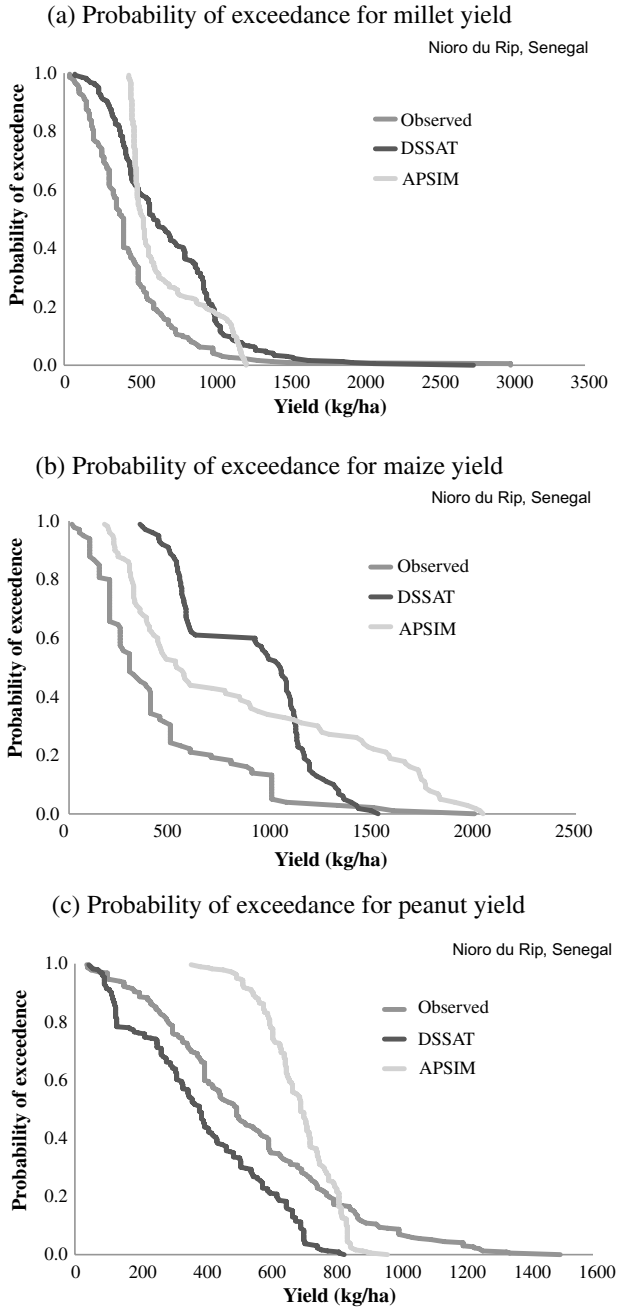 (a) Probability of exceedance for millet yield
Nioro du Rip, Senegal
1.0
0.8
0.6
0.4
0.2
0.0
Probability of exceedence
Observed
DSSAT
APSIM
0 500 1000 1500 2000 2500 3000 3500
Yield (kg/ha)
(b) Probability of exceedance for maize yield
Nioro du Rip, Senegal
1.0
0.8
0.6
0.4
0.2
0.0
Probability of exceedence
Observed
DSSAT
APSIM
0 500 1000 1500 2000 2500
Yield (kg/ha)
(c) Probability of exceedance for peanut yield
Nioro du Rip, Senegal
1.0
0.8
0.6
0.4
0.2
0.0
Probability of exceedence
Observed
DSSAT
APSIM
0 200 400 600 800 1000 1200 1400 1600
Yield (kg/ha)